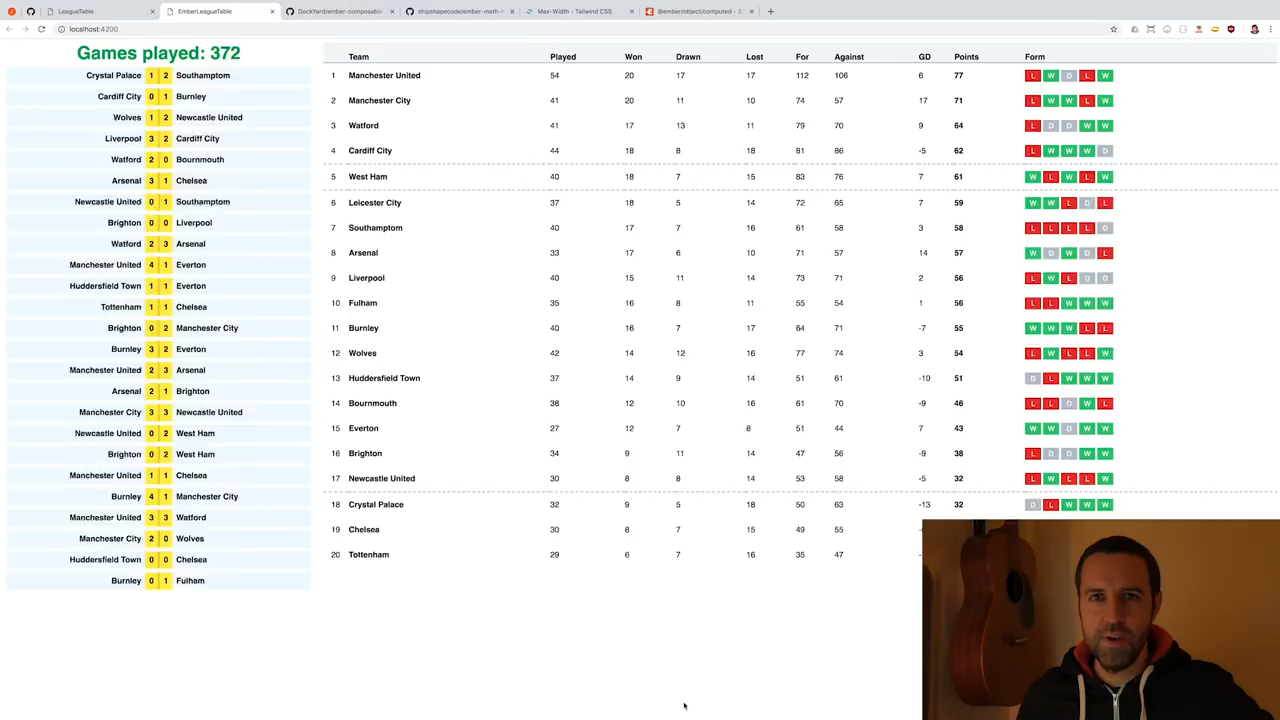 LeagueTable
EmberLeagueTable
DockYard/ember-composable-
shipshapecode/ember-math-h
Max-Width - Tailwind CSS
@ember/object/computed - 
localhost:4200
Games played: 372
Crystal Palace 1 2 Southamptom
Cardiff City 0 1 Burnley
Wolves 1 2 Newcastle United
Liverpool 3 2 Cardiff City
Watford 2 0 Bournmouth
Arsenal 3 1 Chelsea
Newcastle United 0 1 Southamptom
Brighton 0 0 Liverpool
Watford 2 3 Arsenal
Manchester United 4 1 Everton
Huddersfield Town 1 1 Everton
Tottenham 1 1 Chelsea
Brighton 0 2 Manchester City
Burnley 3 2 Everton
Manchester United 2 3 Arsenal
Arsenal 2 1 Brighton
Manchester City 3 3 Newcastle United
Newcastle United 0 2 West Ham
Brighton 0 2 West Ham
Manchester United 1 1 Chelsea
Burnley 4 1 Manchester City
Manchester United 3 3 Watford
Manchester City 2 0 Wolves
Huddersfield Town 0 0 Chelsea
Burnley 0 1 Fulham
Team Played Won Drawn Lost For Against GD Points Form
1 Manchester United 54 20 17 17 112 106 6 77 L W D L W
2 Manchester City 41 20 11 10 74 57 17 71 L W W L W
3 Watford 41 17 13 11 79 70 9 64 L D D W W
4 Cardiff City 44 18 8 18 81 86 -5 62 L W W W D
5 West Ham 40 18 7 15 83 76 7 61 W L W L W
6 Leicester City 37 18 5 14 72 65 7 59 W W L D L
7 Southamptom 40 17 7 16 61 58 3 58 L L L L D
8 Arsenal 33 17 6 10 71 57 14 57 W D W D L
9 Liverpool 40 15 11 14 73 71 2 56 L W L D D
10 Fulham 35 16 8 11 55 54 1 56 L L W W W
11 Burnley 40 16 7 17 64 71 -7 55 W W W L L
12 Wolves 42 14 12 16 77 74 3 54 L W L L W
13 Huddersfield Town 37 14 9 14 51 61 -10 51 D L W W W
14 Bournmouth 38 12 10 16 61 70 -9 46 L L D W L
15 Everton 27 12 7 8 51 44 7 43 W W D W W
16 Brighton 34 9 11 14 47 56 -9 38 L D D W W
17 Newcastle United 30 8 8 14 53 58 -5 32 L W L L W
18 Crystal Palace 32 9 5 18 50 63 -13 32 D L W W W
19 Chelsea 30 8 7 15 49 55
20 Tottenham 29 6 7 16 35 47